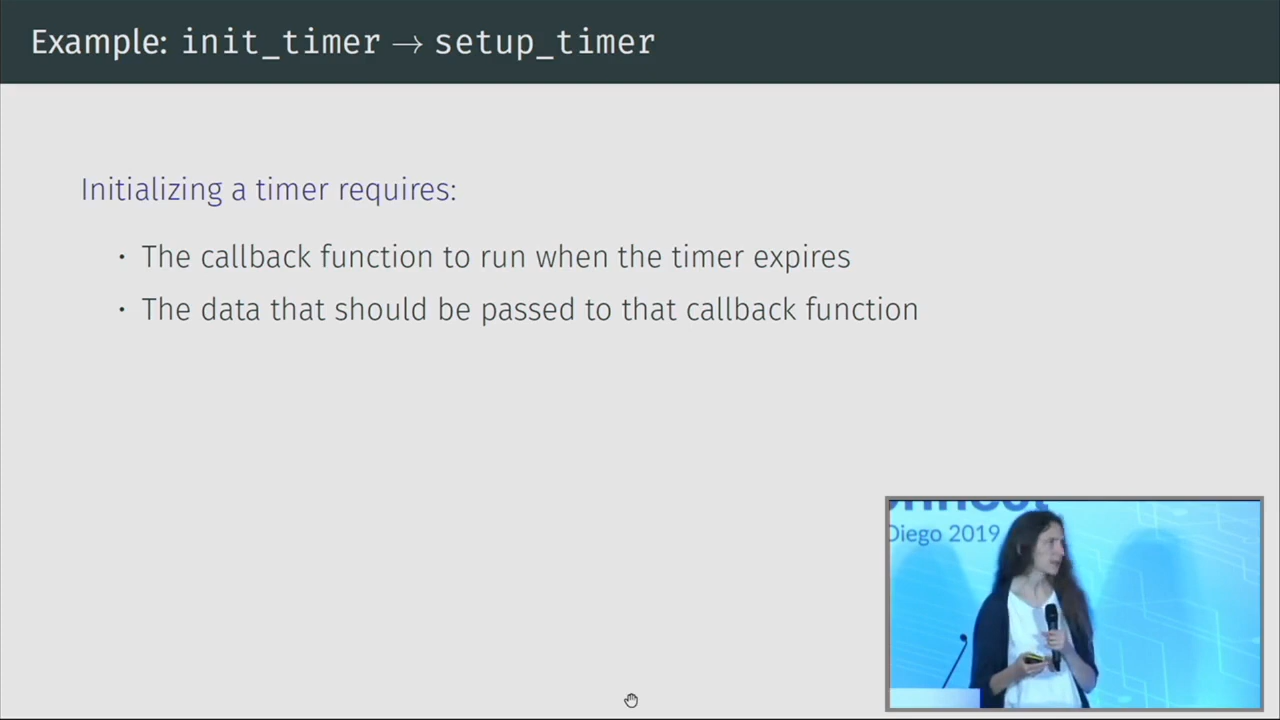 Example: init_timer → setup_timer
Initializing a timer requires:
• The callback function to run when the timer expires
• The data that should be passed to that callback function
Diego 2019